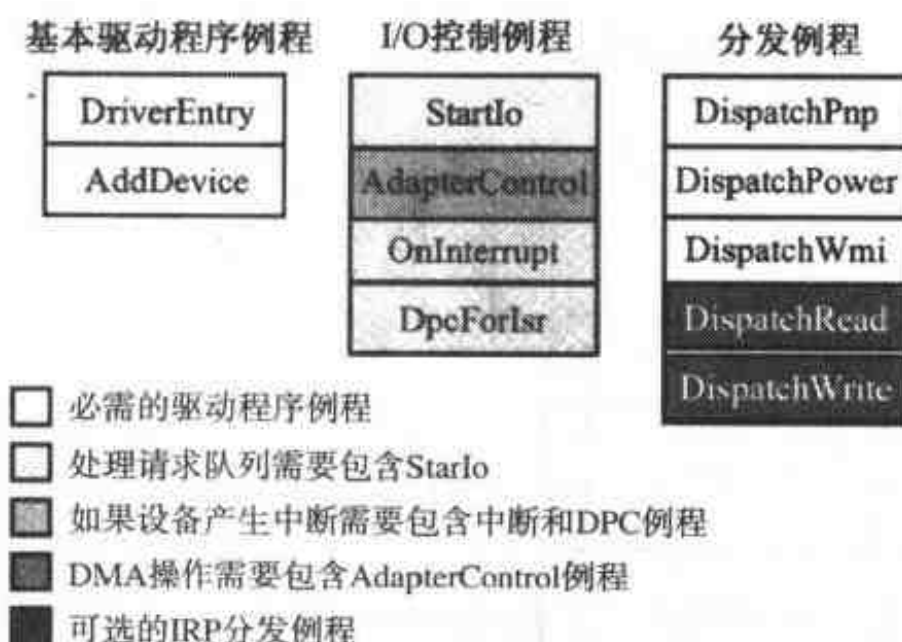 基本驱动程序例程
DriverEntry
AddDevice
I/O控制例程
StartIo
AdapterControl
OnInterrupt
DpcForIsr
分发例程
DispatchPnp
DispatchPower
DispatchWmi
DispatchRead
DispatchWrite
必需的驱动程序例程
处理请求队列需要包含StarIo
如果设备产生中断需要包含中断和DPC例程
DMA操作需要包含AdapterControl例程
可选的IRP分发例程